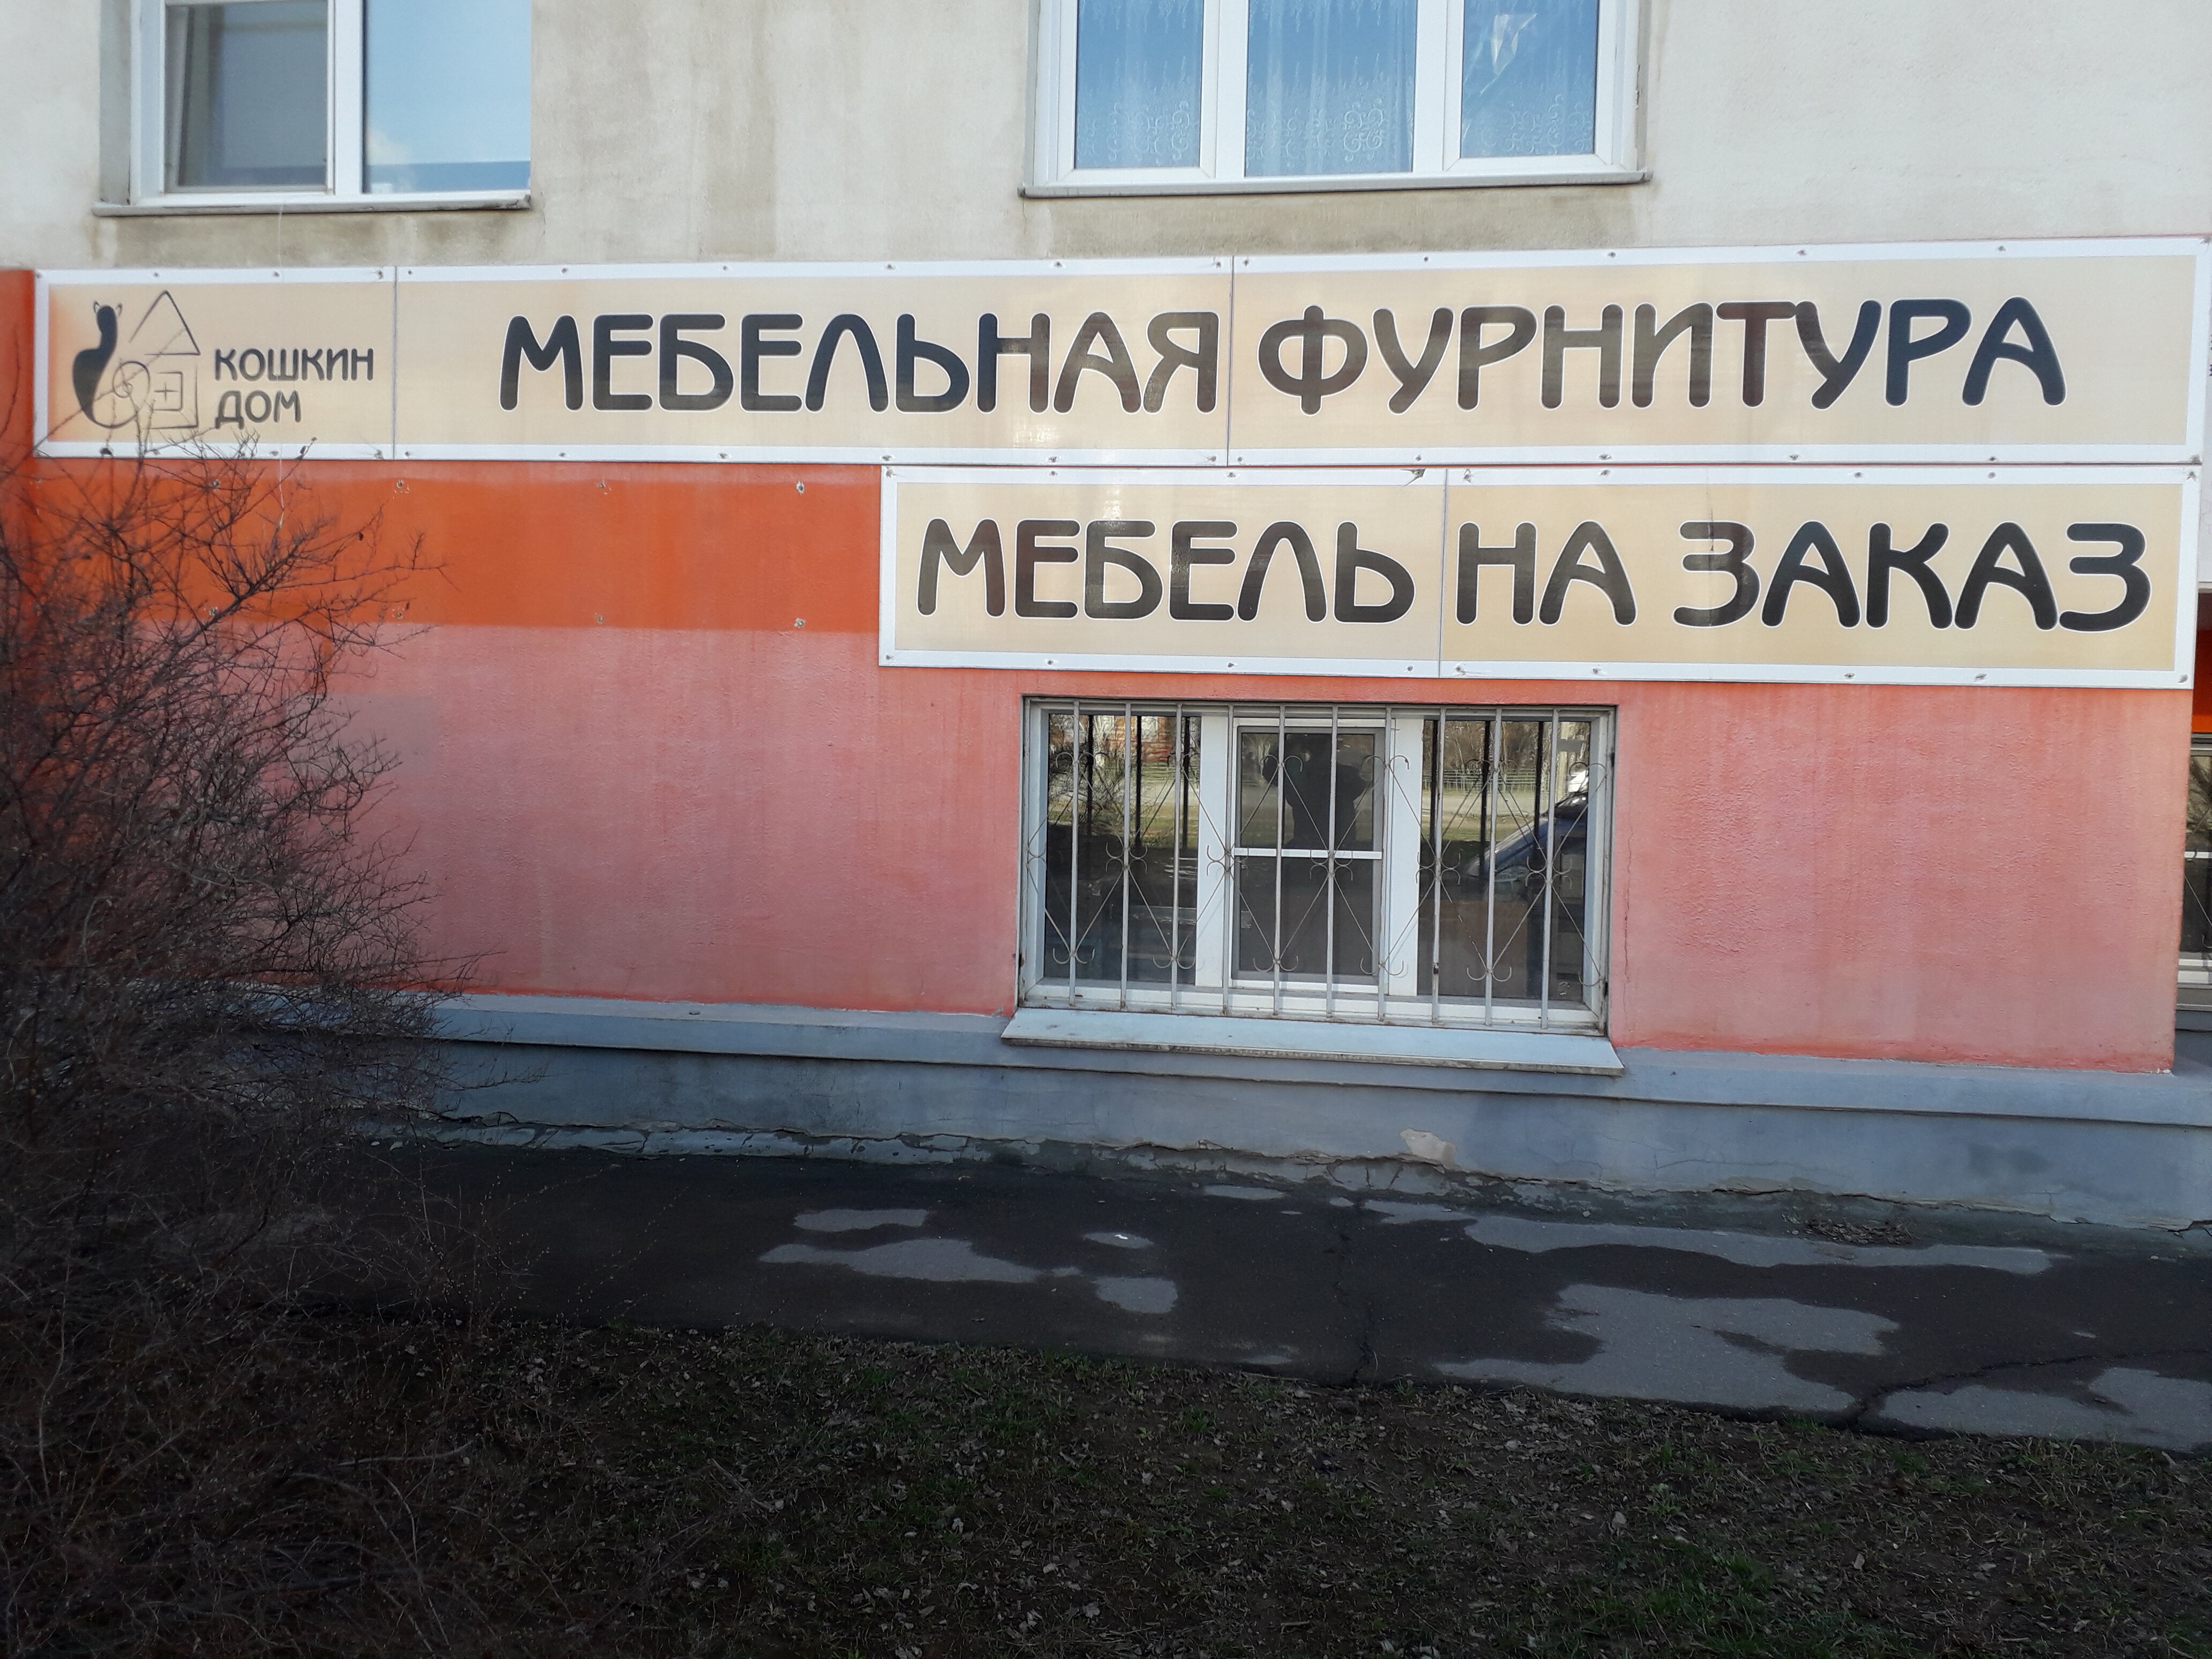 КОШКИН
ДОМ
МЕБЕЛЬНАЯ ФУРНИТУРА
МЕБЕЛЬ НА ЗАКАЗ